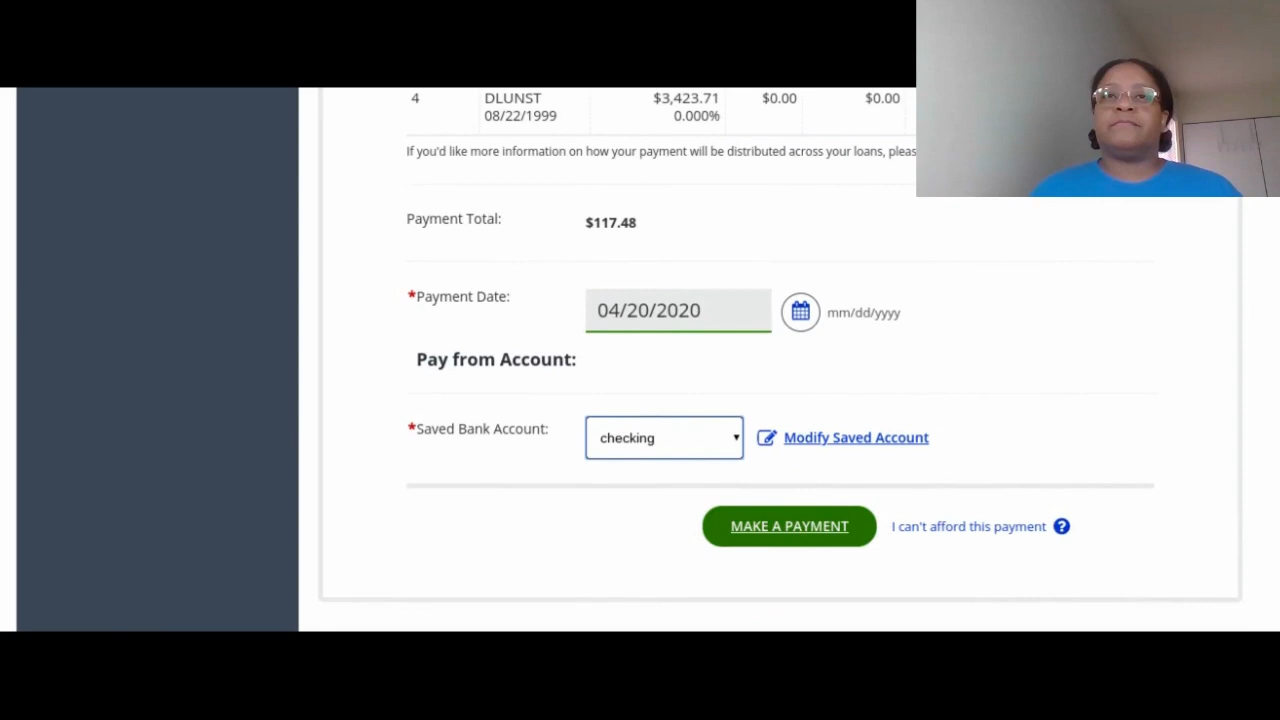 4 DLUNST $3,423.71 $0.00 $0.00
08/22/1999 0.000%
If you'd like more information on how your payment will be distributed across your loans, pleas
Payment Total: $117.48
*Payment Date: 04/20/2020 mm/dd/yyyy
Pay from Account:
*Saved Bank Account: checking Modify Saved Account
MAKE A PAYMENT I can't afford this payment ?